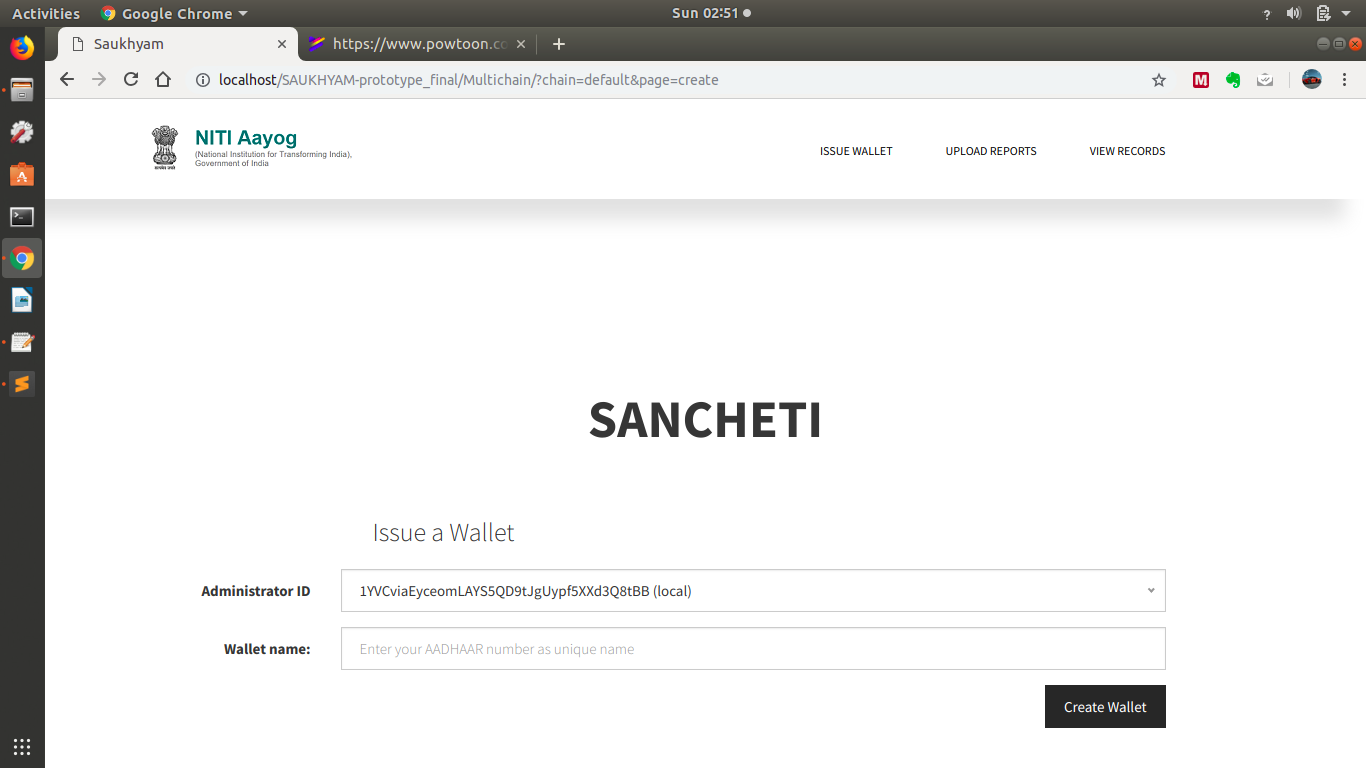 Activities Google Chrome Sun 02:51
Saukhyam https://www.powtoon.co
localhost/SAUKHYAM-prototype_final/Multichain/?chain=default&page=create
NITI Aayog
(National Institution for Transforming India),
Government of India
ISSUE WALLET UPLOAD REPORTS VIEW RECORDS
SANCHETI
Issue a Wallet
Administrator ID 1YVCviaEyceomLAYS5QD9tJgUypf5XXd3Q8tBB (local)
Wallet name: Enter your AADHAAR number as unique name
Create Wallet